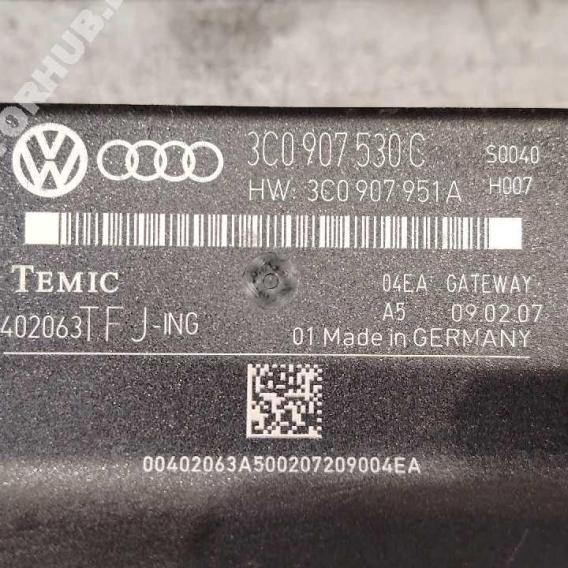 ORHUB.
3C0 907 530 C S0040
HW: 3C0 907 951 A H007
TEMIC
04EA GATEWAY
A5 09.02.07
402063TFJ-ING
01 Made in GERMANY
00402063A500207209004EA